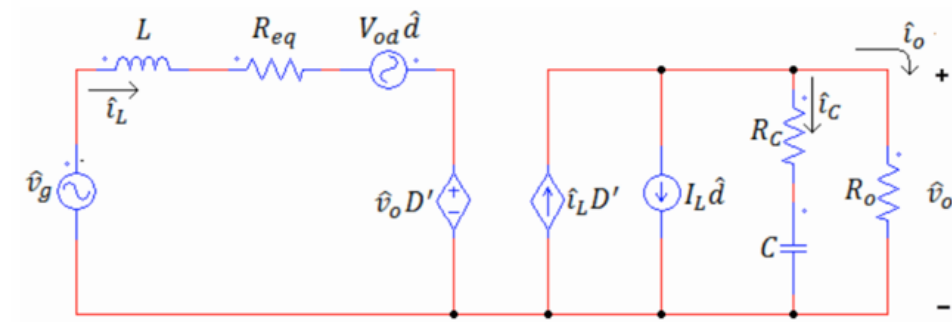 L R_eq V_od d̂ î_o
+
î_L î_C
R_C
v̂_g v̂_o D′ î_L D′ I_L d̂ R_o v̂_o
C
−